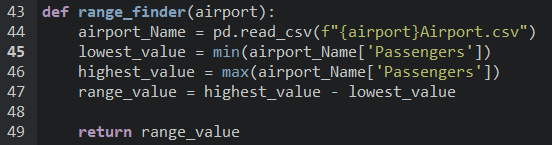 43 def range_finder(airport):
44     airport_Name = pd.read_csv(f"{airport}Airport.csv")
45     lowest_value = min(airport_Name['Passengers'])
46     highest_value = max(airport_Name['Passengers'])
47     range_value = highest_value - lowest_value
48
49     return range_value